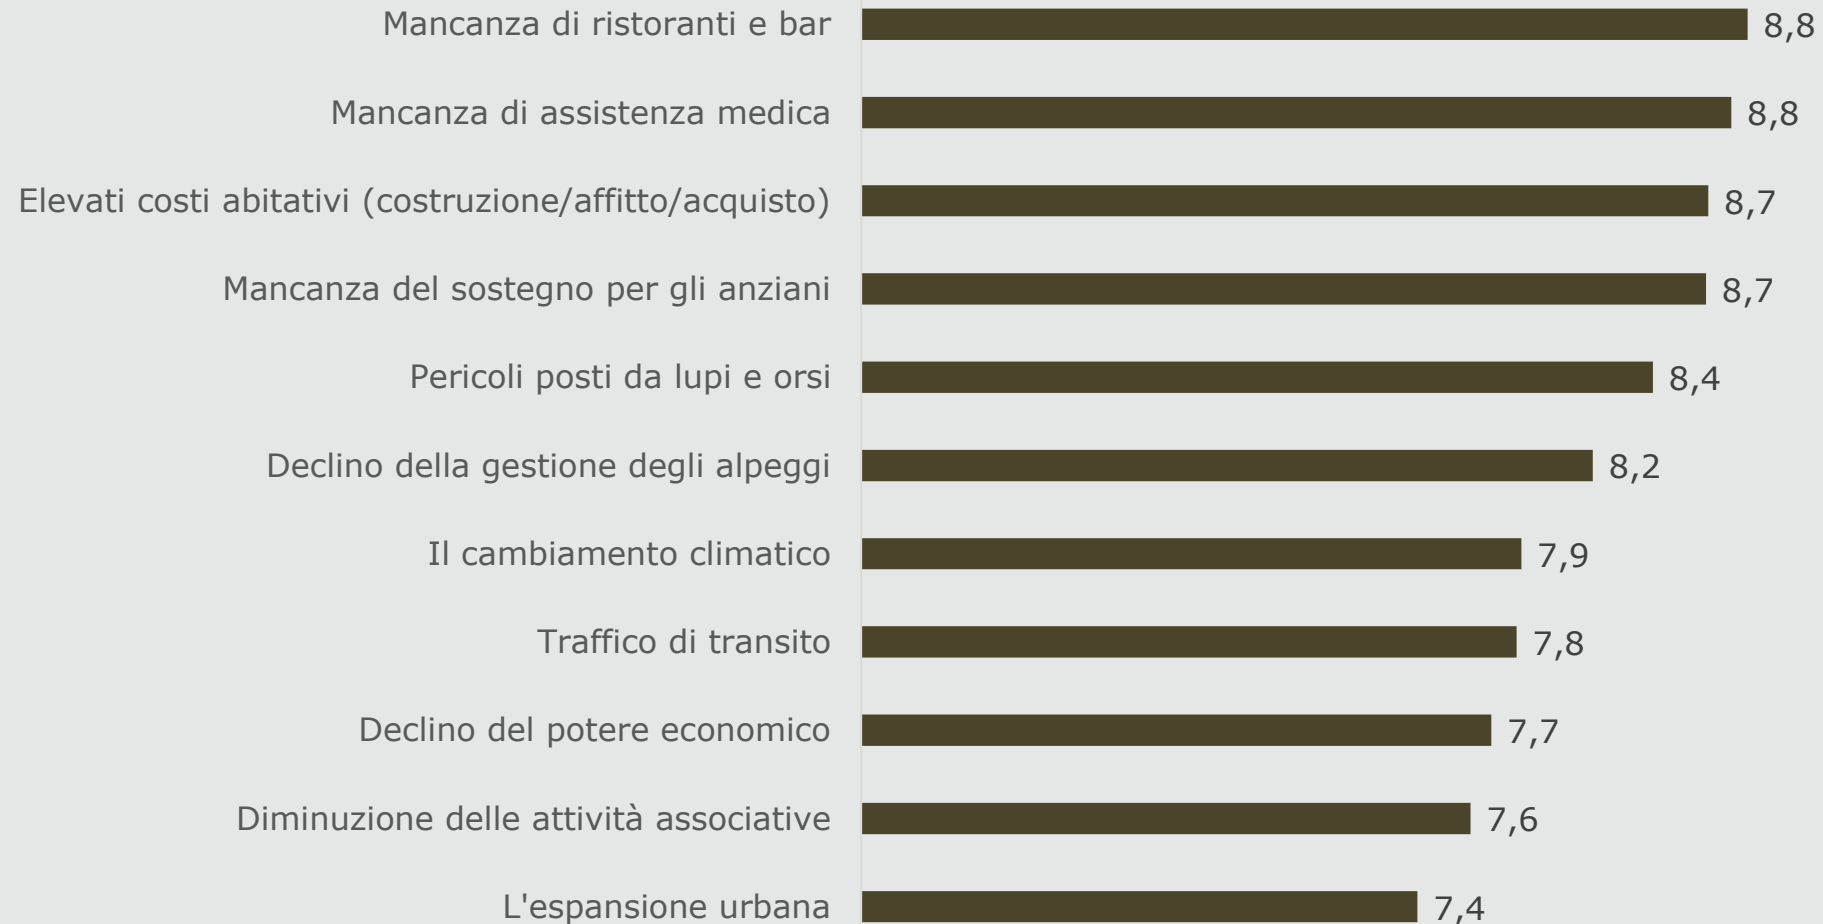 Mancanza di ristoranti e bar 8,8
Mancanza di assistenza medica 8,8
Elevati costi abitativi (costruzione/affitto/acquisto) 8,7
Mancanza del sostegno per gli anziani 8,7
Pericoli posti da lupi e orsi 8,4
Declino della gestione degli alpeggi 8,2
Il cambiamento climatico 7,9
Traffico di transito 7,8
Declino del potere economico 7,7
Diminuzione delle attività associative 7,6
L'espansione urbana 7,4